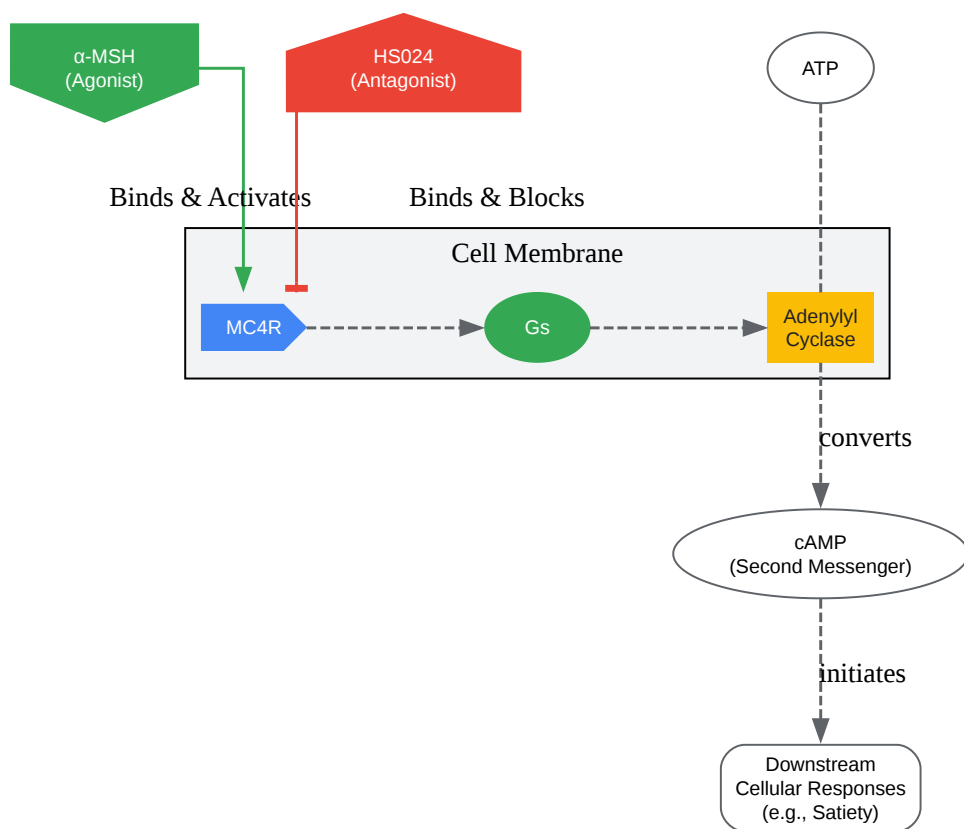 α-MSH
(Agonist)
HS024
(Antagonist)
ATP
Binds & Activates
Binds & Blocks
Cell Membrane
MC4R
Gs
Adenylyl
Cyclase
converts
cAMP
(Second Messenger)
initiates
Downstream
Cellular Responses
(e.g., Satiety)